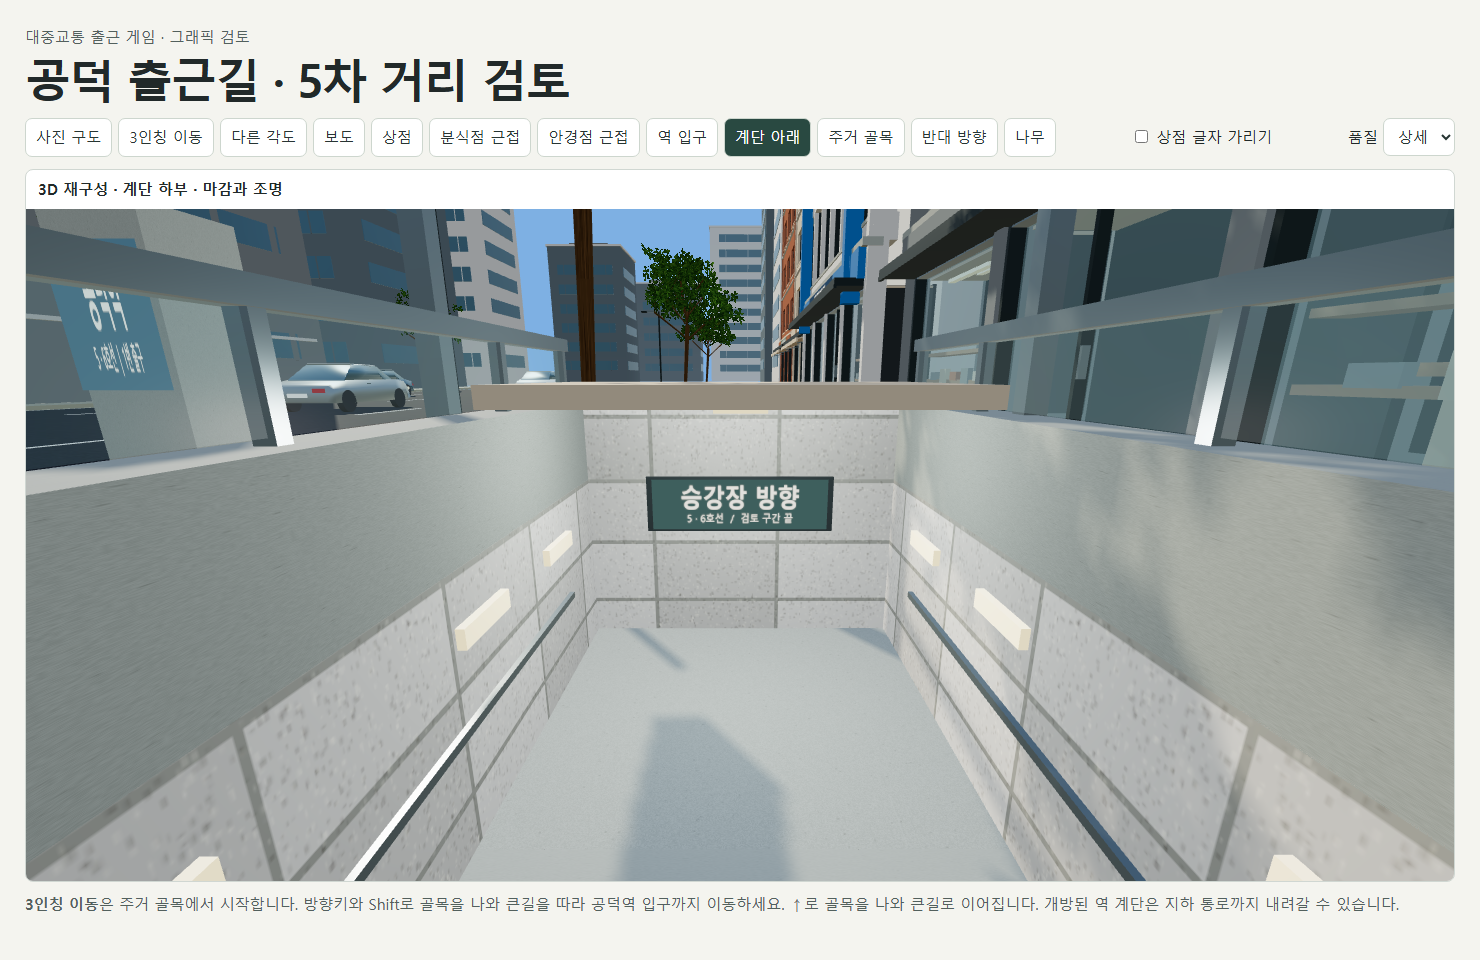 대중교통 출근 게임 · 그래픽 검토
공덕 출근길 · 5차 거리 검토
사진 구도
3인칭 이동
다른 각도
보도
상점
분식점 근접
안경점 근접
역 입구
계단 아래
주거 골목
반대 방향
나무
상점 글자 가리기
품질
상세
3D 재구성 · 계단 하부 · 마감과 조명
승강장 방향
5 · 6호선 / 검토 구간 끝
3인칭 이동은 주거 골목에서 시작합니다. 방향키와 Shift로 골목을 나와 큰길을 따라 공덕역 입구까지 이동하세요. ↑로 골목을 나와 큰길로 이어집니다. 개방된 역 계단은 지하 통로까지 내려갈 수 있습니다.